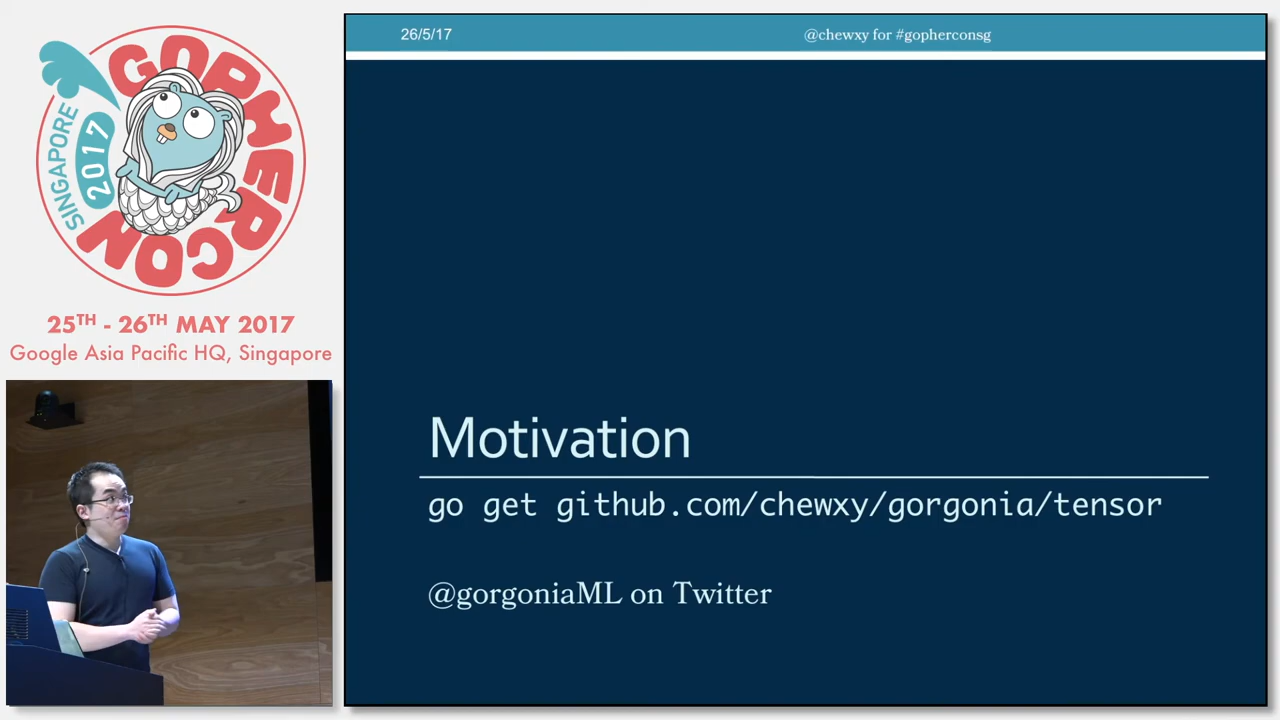 GOPHERCON
SINGAPORE
2017
25TH - 26TH MAY 2017
Google Asia Pacific HQ, Singapore
26/5/17
@chewxy for #gopherconsg
Motivation
go get github.com/chewxy/gorgonia/tensor
@gorgoniaML on Twitter